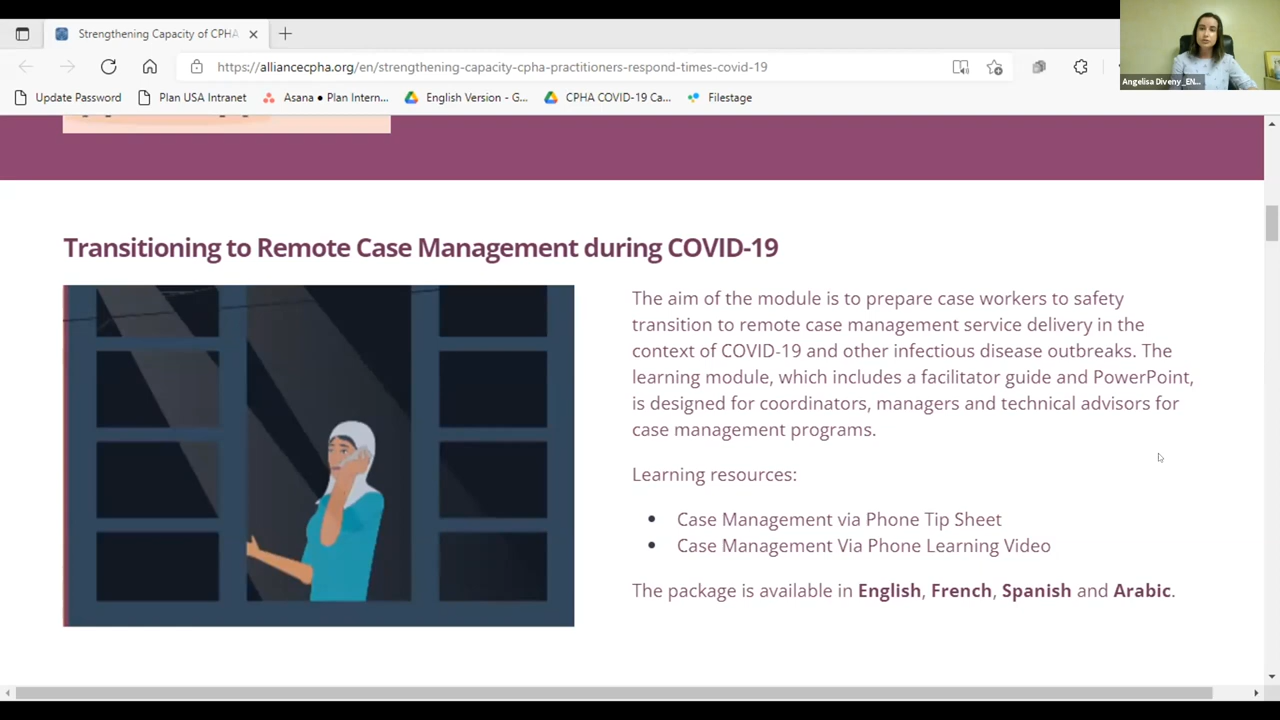 Strengthening Capacity of CPHA
https://alliancecpha.org/en/strengthening-capacity-cpha-practitioners-respond-times-covid-19
Angelisa Diveny_EN...
Update Password
Plan USA Intranet
Asana ● Plan Intern...
English Version - G...
CPHA COVID-19 Ca...
Filestage
Transitioning to Remote Case Management during COVID-19
The aim of the module is to prepare case workers to safety
transition to remote case management service delivery in the
context of COVID-19 and other infectious disease outbreaks. The
learning module, which includes a facilitator guide and PowerPoint,
is designed for coordinators, managers and technical advisors for
case management programs.
Learning resources:
• Case Management via Phone Tip Sheet
• Case Management Via Phone Learning Video
The package is available in English, French, Spanish and Arabic.